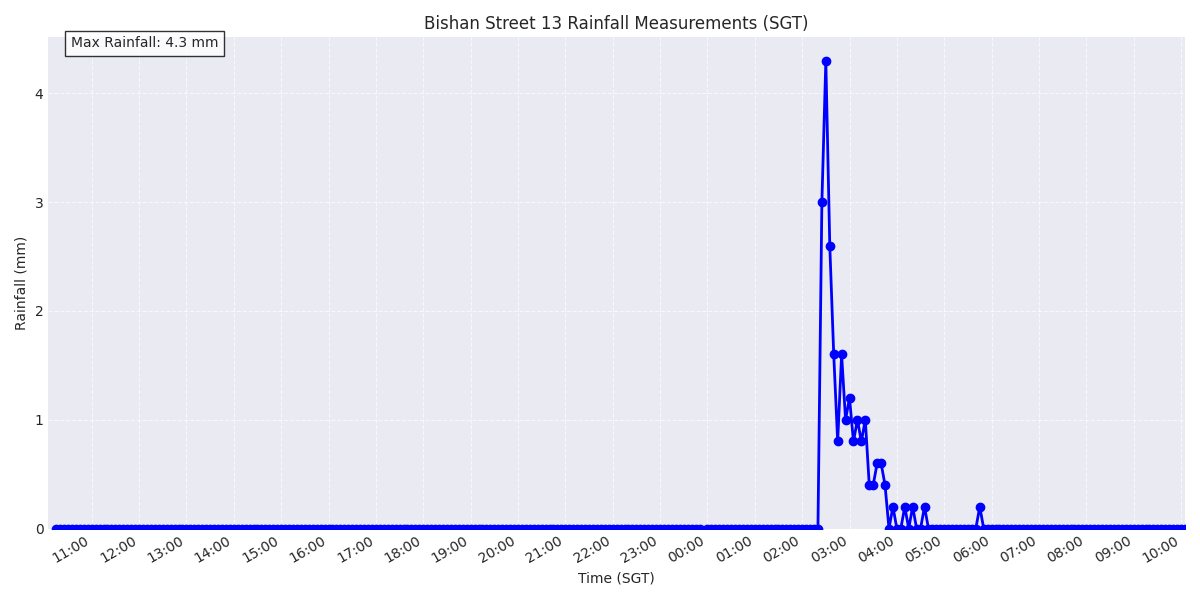 Bishan Street 13 Rainfall Measurements (SGT)
Max Rainfall: 4.3 mm
4
3
2
1
0
Rainfall (mm)
11:00 12:00 13:00 14:00 15:00 16:00 17:00 18:00 19:00 20:00 21:00 22:00 23:00 00:00 01:00 02:00 03:00 04:00 05:00 06:00 07:00 08:00 09:00 10:00
Time (SGT)